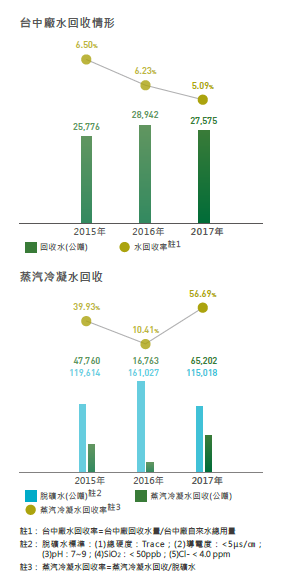 台中廠水回收情形
6.50%
6.23%
5.09%
25,776
28,942
27,575
2015年 2016年 2017年
回收水(公噸) 水回收率註1
蒸汽冷凝水回收
56.69%
39.93%
10.41%
47,760 16,763 65,202
119,614 161,027 115,018
2015年 2016年 2017年
脫礦水(公噸)註2 蒸汽冷凝水回收(公噸)
蒸汽冷凝水回收率註3
註1：台中廠水回收率=台中廠回收水量/台中廠自來水總用量
註2：脫礦水標準：(1)總硬度：Trace；(2)導電度：<5μs/㎝；
(3)pH：7~9；(4)SiO2：<50ppb；(5)Cl-<4.0 ppm
註3：蒸汽冷凝水回收率=蒸汽冷凝水回收/脫礦水